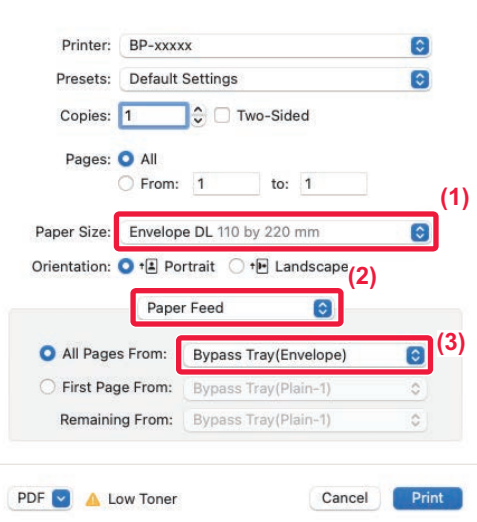 Printer: BP-xxxxx
Presets: Default Settings
Copies: 1 Two-Sided
Pages: All
From: 1 to: 1
(1)
Paper Size: Envelope DL 110 by 220 mm
Orientation: Portrait Landscape
(2)
Paper Feed
(3)
All Pages From: Bypass Tray(Envelope)
First Page From: Bypass Tray(Plain-1)
Remaining From: Bypass Tray(Plain-1)
PDF Low Toner Cancel Print